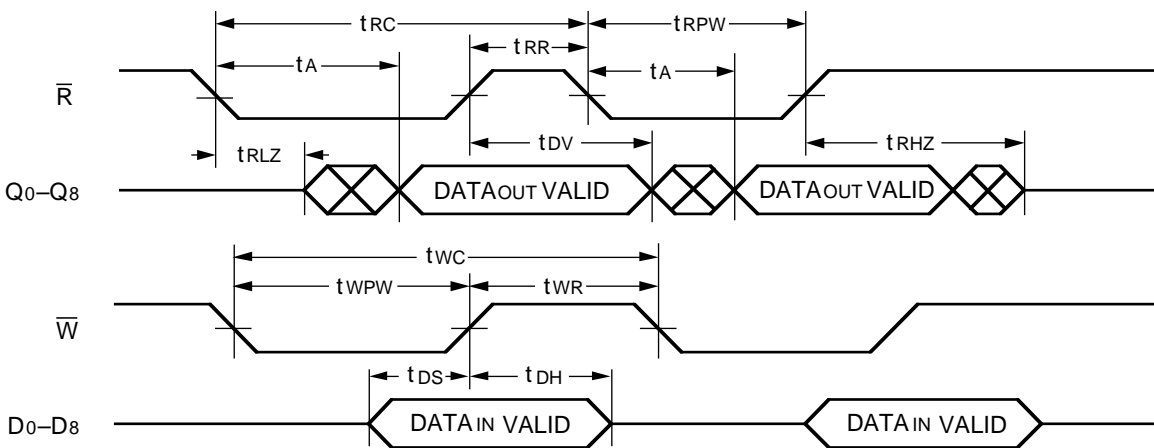 tRC
tRPW
tRR
tA
tA
R̅
tRLZ
tDV
tRHZ
Q0–Q8
DATAOUT VALID
DATAOUT VALID
tWC
tWPW
tWR
W̅
tDS
tDH
D0–D8
DATAIN VALID
DATAIN VALID